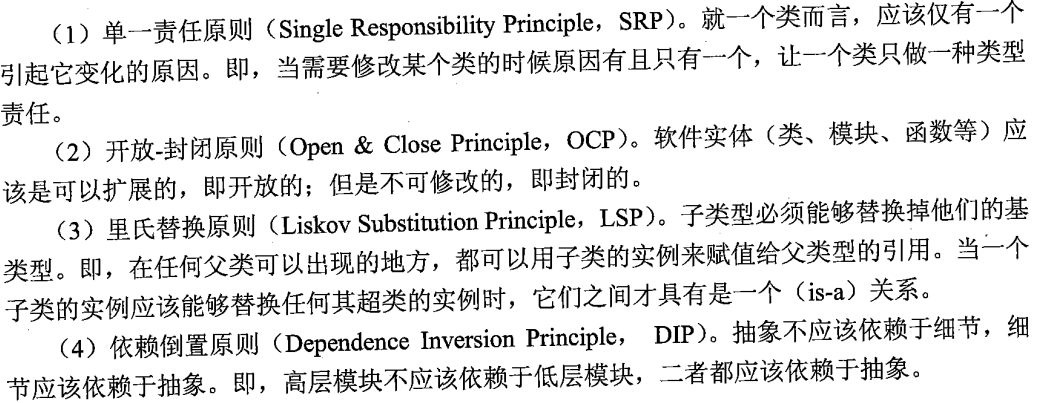 （1）单一责任原则（Single Responsibility Principle，SRP）。就一个类而言，应该仅有一个
引起它变化的原因。即，当需要修改某个类的时候原因有且只有一个，让一个类只做一种类型
责任。
（2）开放-封闭原则（Open & Close Principle，OCP）。软件实体（类、模块、函数等）应
该是可以扩展的，即开放的；但是不可修改的，即封闭的。
（3）里氏替换原则（Liskov Substitution Principle，LSP）。子类型必须能够替换掉他们的基
类型。即，在任何父类可以出现的地方，都可以用子类的实例来赋值给父类型的引用。当一个
子类的实例应该能够替换任何其超类的实例时，它们之间才具有是一个（is-a）关系。
（4）依赖倒置原则（Dependence Inversion Principle， DIP）。抽象不应该依赖于细节，细
节应该依赖于抽象。即，高层模块不应该依赖于低层模块，二者都应该依赖于抽象。